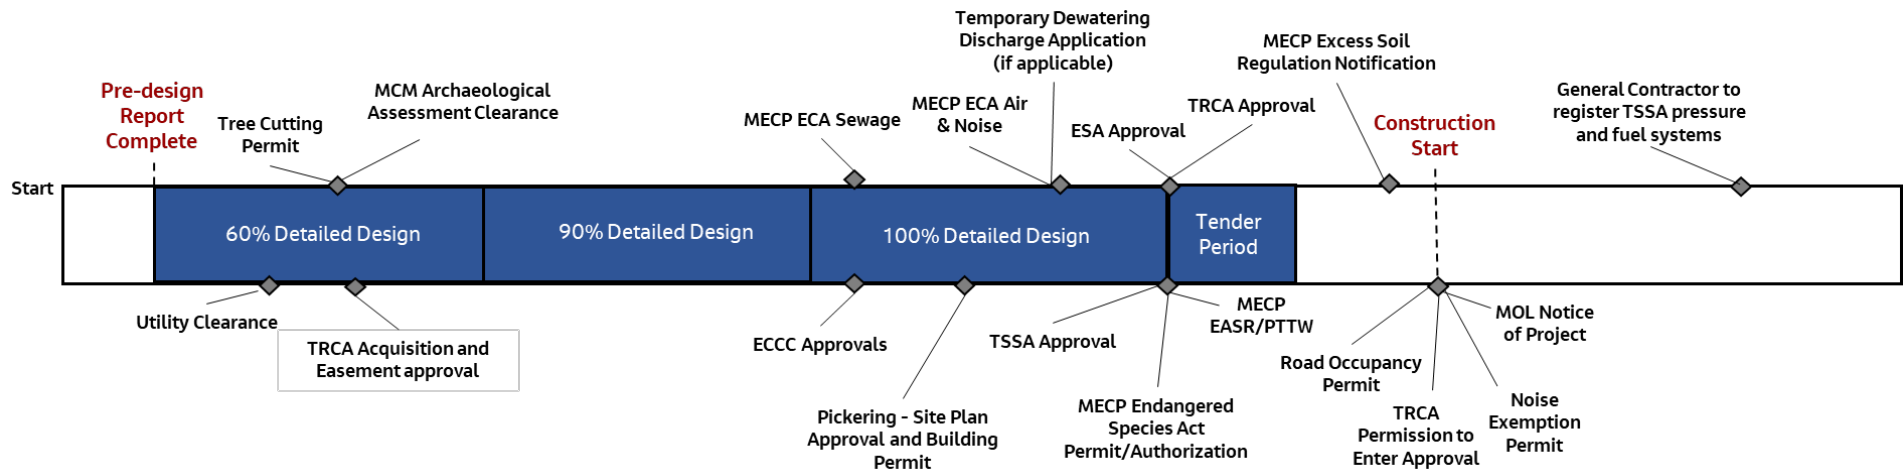 Start
Pre-design
Report
Complete
Tree Cutting
Permit
MCM Archaeological
Assessment Clearance
MECP ECA Sewage
MECP ECA Air
& Noise
Temporary Dewatering
Discharge Application
(if applicable)
ESA Approval
TRCA Approval
MECP Excess Soil
Regulation Notification
Construction
Start
General Contractor to
register TSSA pressure
and fuel systems
60% Detailed Design
90% Detailed Design
100% Detailed Design
Tender
Period
Utility Clearance
TRCA Acquisition and
Easement approval
ECCC Approvals
Pickering - Site Plan
Approval and Building
Permit
TSSA Approval
MECP Endangered
Species Act
Permit/Authorization
MECP
EASR/PTTW
Road Occupancy
Permit
TRCA
Permission to
Enter Approval
Noise
Exemption
Permit
MOL Notice
of Project